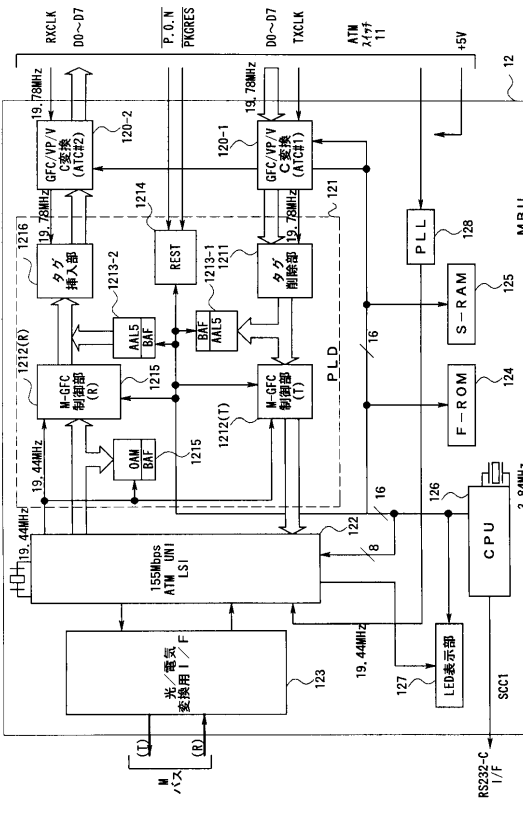 RXCLK
D0~D7
P.O.N
PKGRES
D0~D7
TXCLK
ATM
スイッチ
11
+5V
12
19.78MHz
19.78MHz
GFC/VP/V
C変換
(ATC#2)
120-2
GFC/VP/V
C変換
(ATC#1)
120-1
19.78MHz
19.78MHz
1216
タグ
挿入部
1213-2
1214
REST
1213-1
1211
タグ
削除部
121
PLL
128
AAL5
BAF
BAF
AAL5
PLD
16
S-RAM
125
1212(R)
M-GFC
制御部
(R)
1215
M-GFC
制御部
(T)
1212(T)
F-ROM
124
19.44MHz
OAM
BAF
1215
16
126
CPU
19.44MHz
155Mbps
ATM UNI
LSI
122
8
光/電気
変換用I/F
123
19.44MHz
127
LED表示部
SCC1
(T)
(R)
M
バス
RS232-C
I/F